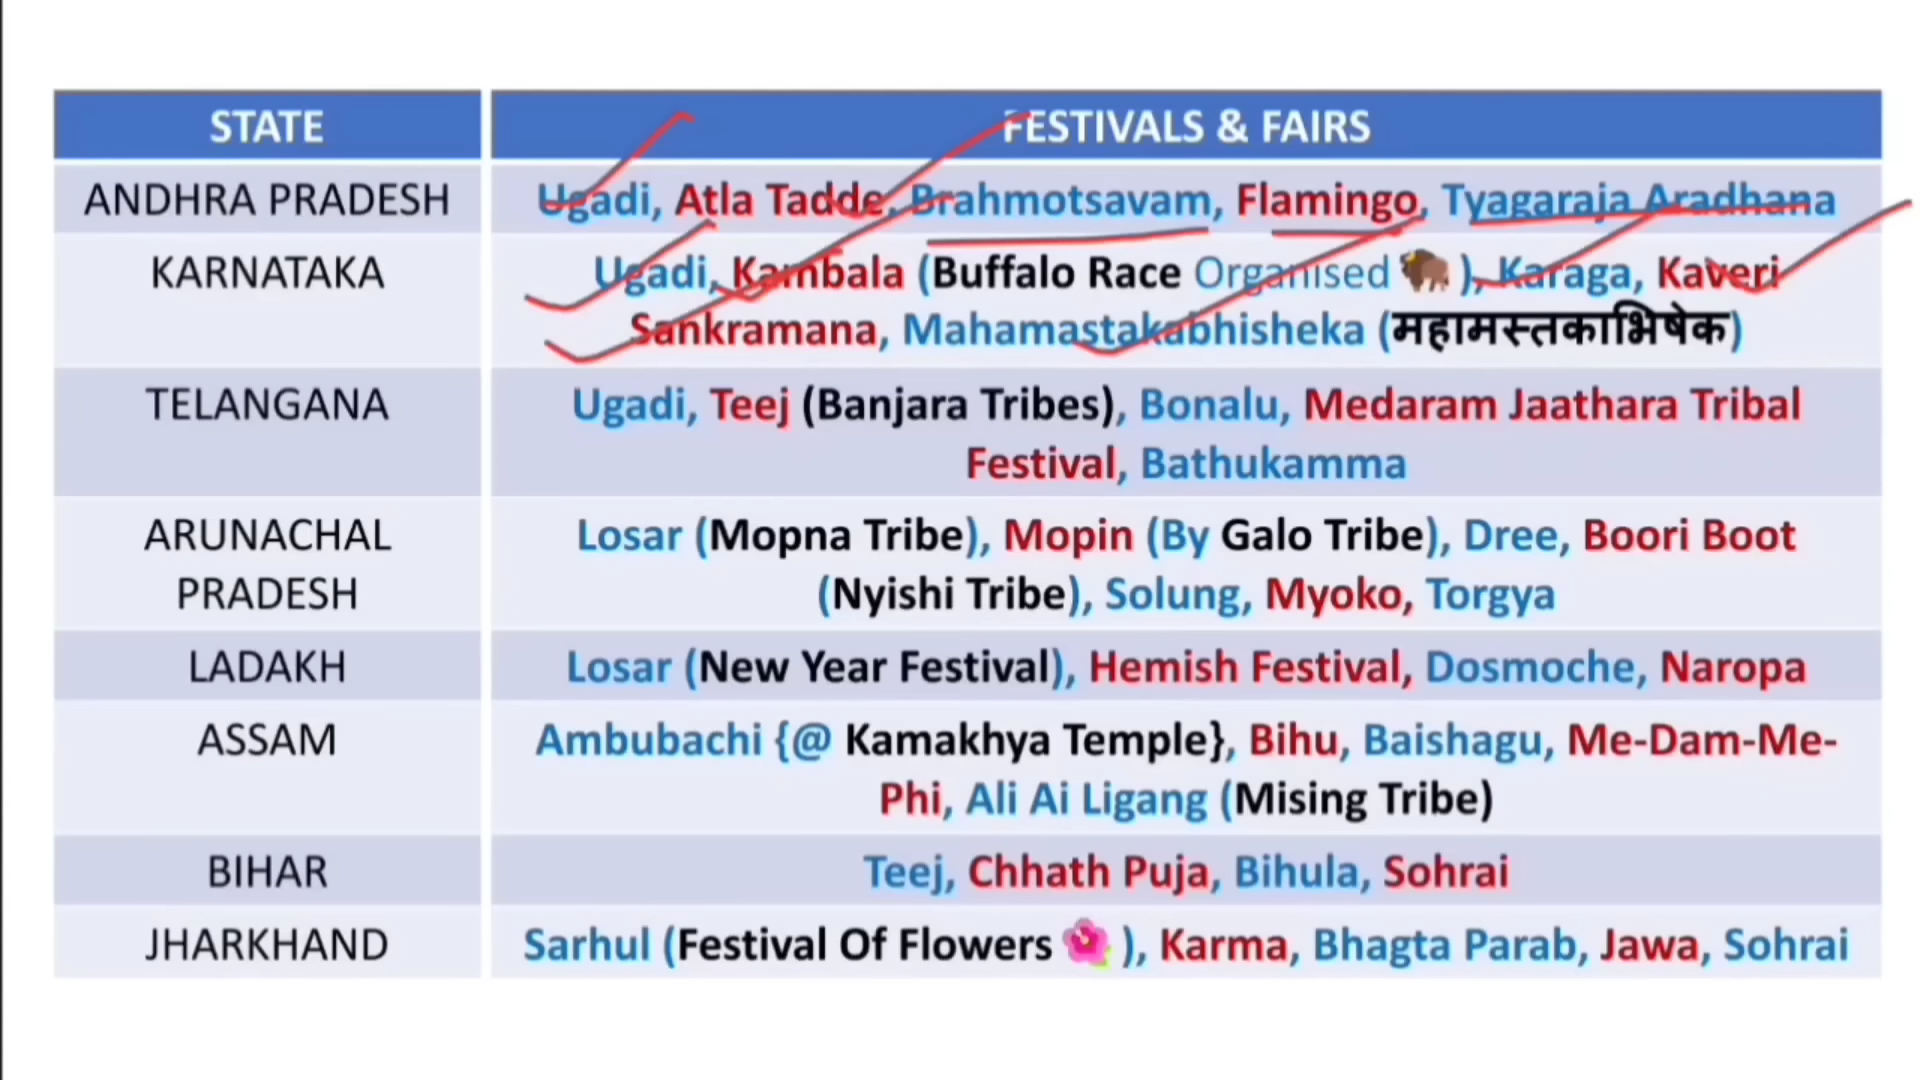 STATE FESTIVALS & FAIRS
ANDHRA PRADESH Ugadi, Atla Tadde, Brahmotsavam, Flamingo, Tyagaraja Aradhana
KARNATAKA Ugadi, Kambala (Buffalo Race Organised 🐃), Karaga, Kaveri
Sankramana, Mahamastakabhisheka (महामस्तकाभिषेक)
TELANGANA Ugadi, Teej (Banjara Tribes), Bonalu, Medaram Jaathara Tribal
Festival, Bathukamma
ARUNACHAL Losar (Mopna Tribe), Mopin (By Galo Tribe), Dree, Boori Boot
PRADESH (Nyishi Tribe), Solung, Myoko, Torgya
LADAKH Losar (New Year Festival), Hemish Festival, Dosmoche, Naropa
ASSAM Ambubachi {@ Kamakhya Temple}, Bihu, Baishagu, Me-Dam-Me-
Phi, Ali Ai Ligang (Mising Tribe)
BIHAR Teej, Chhath Puja, Bihula, Sohrai
JHARKHAND Sarhul (Festival Of Flowers 🌺 ), Karma, Bhagta Parab, Jawa, Sohrai